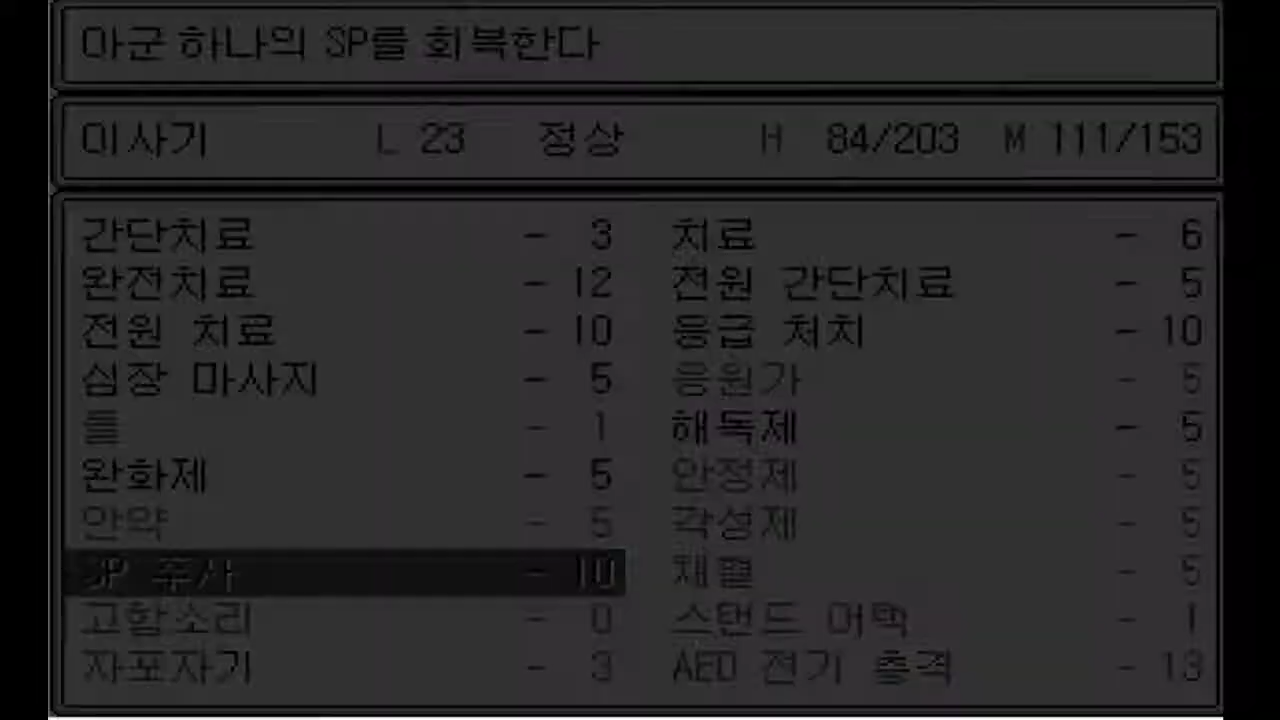 아군 하나의 SP를 회복한다
이사기 L 23 정상 H 84/203 M 111/153
간단치료 - 3 치료 - 6
완전치료 - 12 전원 간단치료 - 5
전원 치료 - 10 응급 처치 - 10
심장 마사지 - 5 응원가 - 5
- 1 해독제 - 5
완화제 - 5 안정제 - 5
안약 - 5 각성제 - 5
SP 주사 - 10 채혈 - 5
고함소리 - 0 스탠드 어택 - 1
자포자기 - 3 AED 전기 충격 - 13